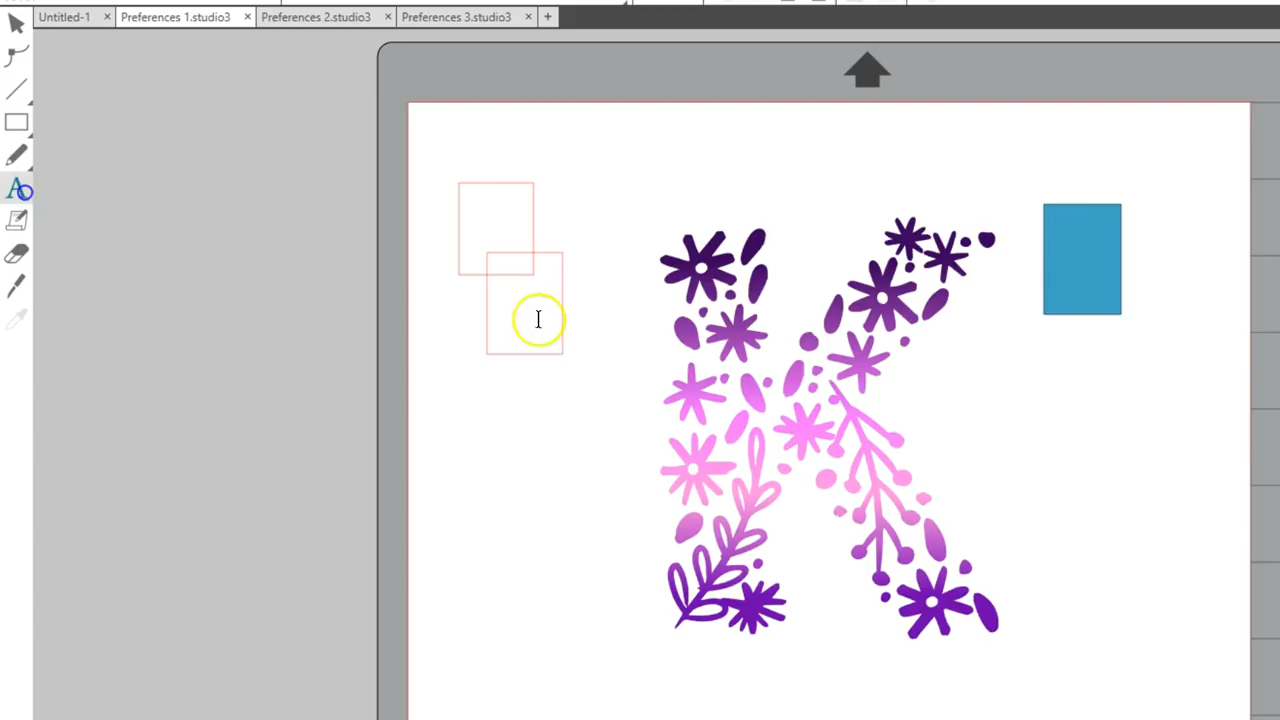 Untitled-1 × Preferences 1.studio3 × Preferences 2.studio3 × Preferences 3.studio3 × +
A
K